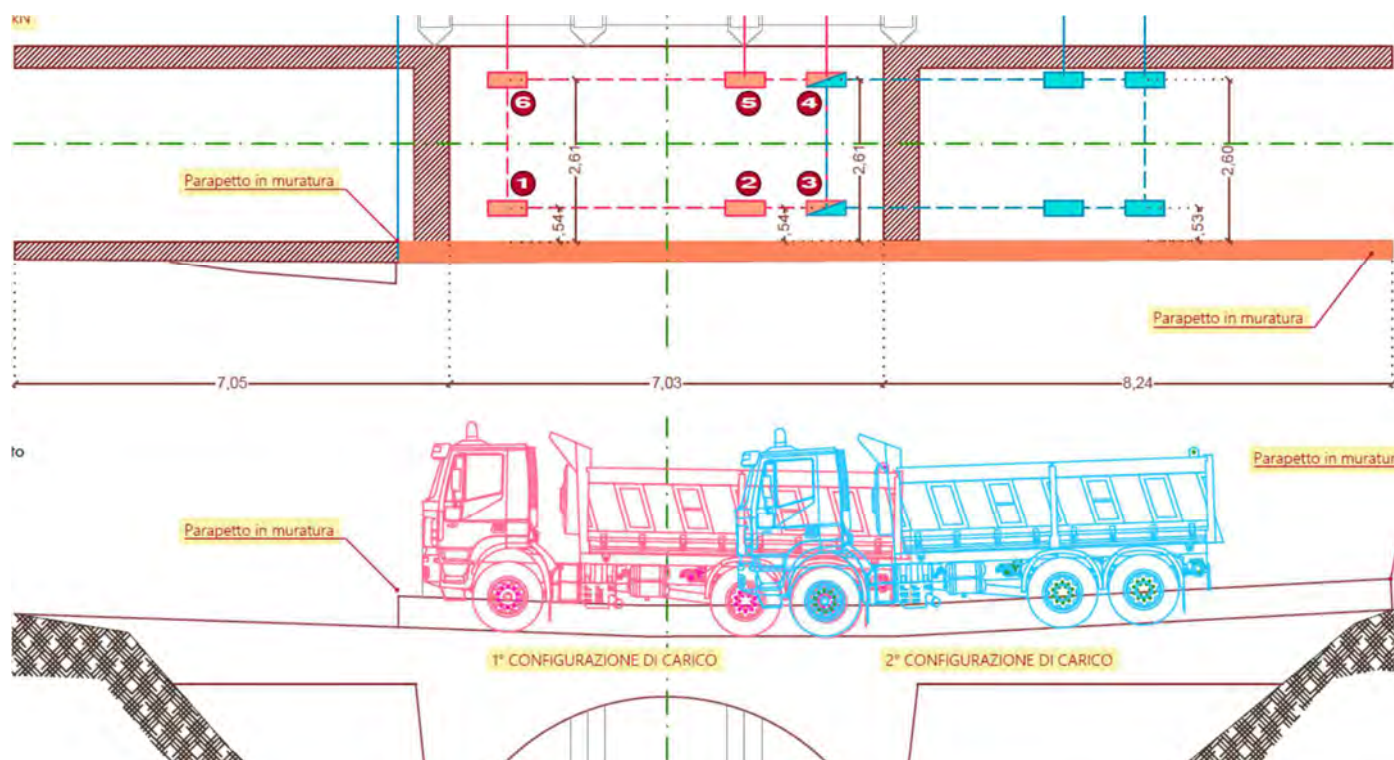 kN
6
5
4
2,61
2,61
2,60
Parapetto in muratura
1
2
3
,54
,54
,53
Parapetto in muratura
7,05
7,03
8,24
to
Parapetto in muratur
Parapetto in muratura
1° CONFIGURAZIONE DI CARICO
2° CONFIGURAZIONE DI CARICO